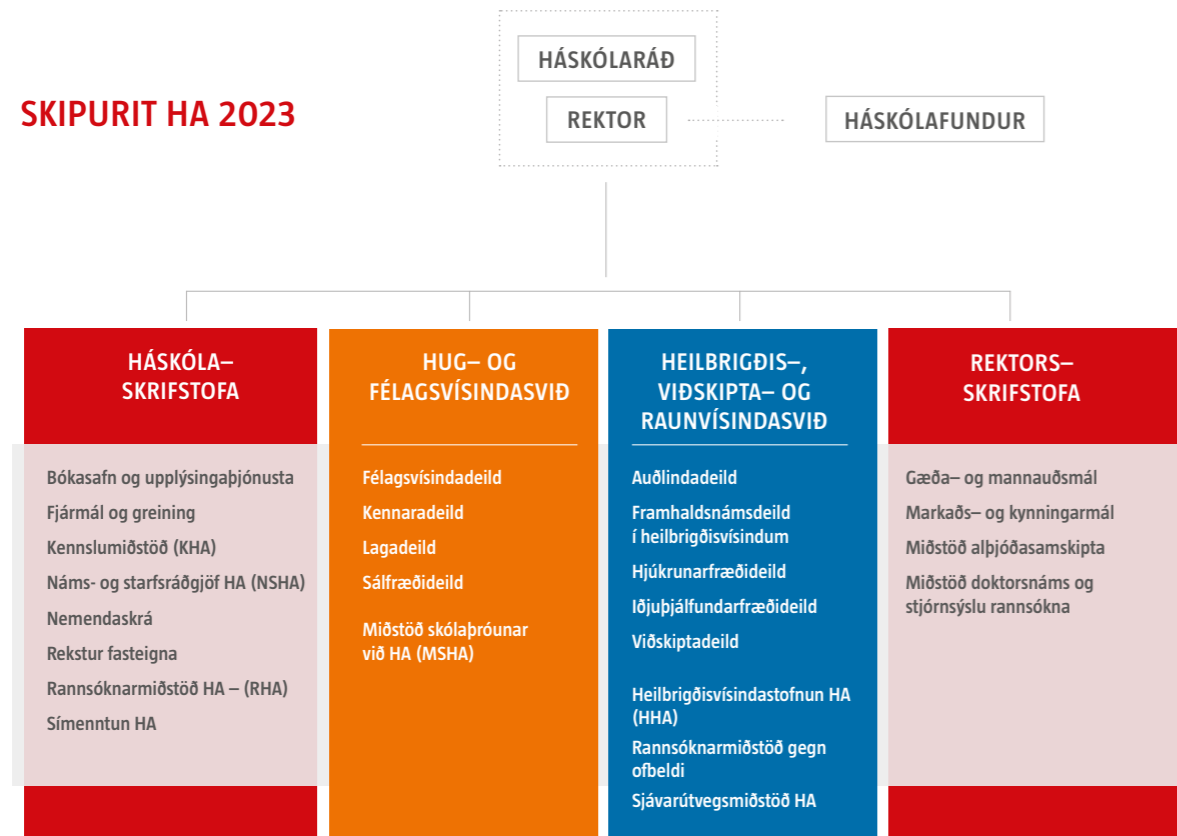 SKIPURIT HA 2023
HÁSKÓLARÁÐ
REKTOR
HÁSKÓLAFUNDUR
HÁSKÓLA–
SKRIFSTOFA
Bókasafn og upplýsingaþjónusta
Fjármál og greining
Kennslumiðstöð (KHA)
Náms- og starfsráðgjöf HA (NSHA)
Nemendaskrá
Rekstur fasteigna
Rannsóknarmiðstöð HA – (RHA)
Símenntun HA
HUG– OG
FÉLAGSVÍSINDASVIÐ
Félagsvísindadeild
Kennaradeild
Lagadeild
Sálfræðideild
Miðstöð skólaþróunar
við HA (MSHA)
HEILBRIGÐIS–,
VIÐSKIPTA– OG
RAUNVÍSINDASVIÐ
Auðlindadeild
Framhaldsnámsdeild
í heilbrigðisvísindum
Hjúkrunarfræðideild
Iðjuþjálfundarfræðideild
Viðskiptadeild
Heilbrigðisvísindastofnun HA
(HHA)
Rannsóknarmiðstöð gegn
ofbeldi
Sjávarútvegsmiðstöð HA
REKTORS–
SKRIFSTOFA
Gæða– og mannauðsmál
Markaðs– og kynningarmál
Miðstöð alþjóðasamskipta
Miðstöð doktorsnáms og
stjórnsýslu rannsókna